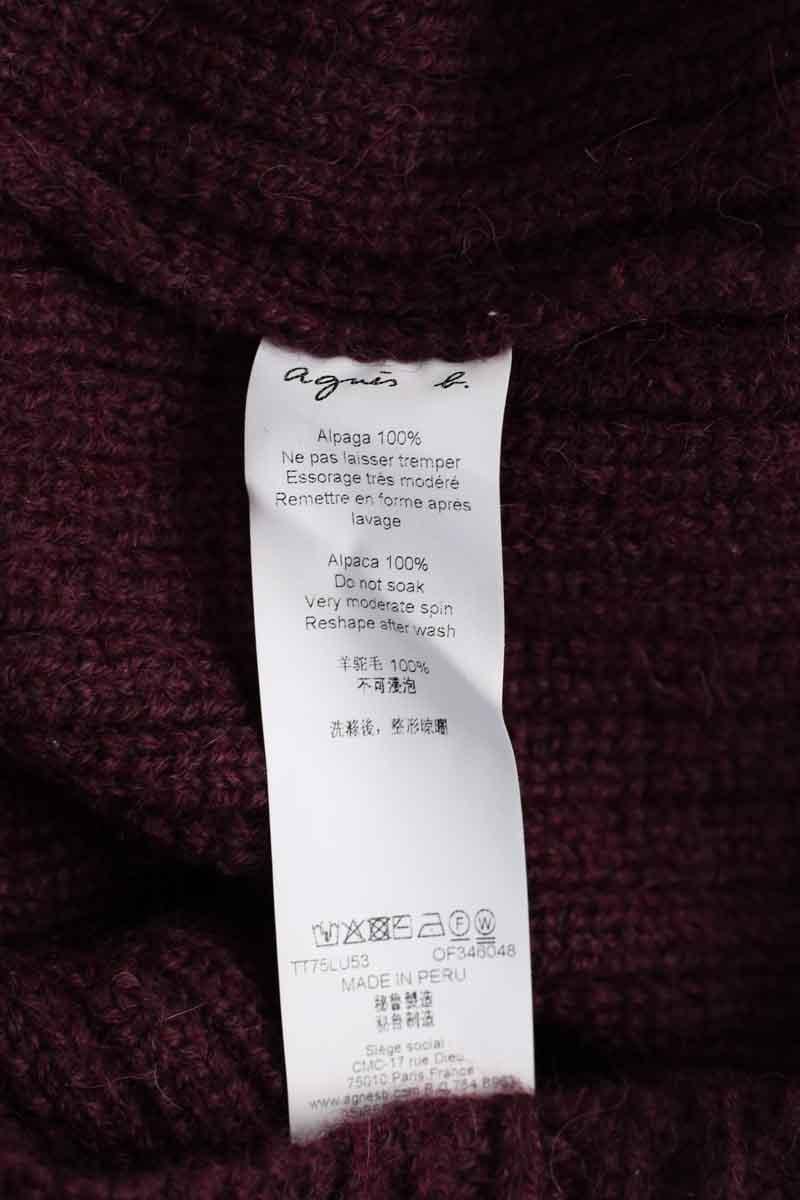 agnès b.
Alpaga 100%
Ne pas laisser tremper
Essorage très modéré
Remettre en forme après
lavage
Alpaca 100%
Do not soak
Very moderate spin
Reshape after wash
羊驼毛 100%
不可浸泡
洗滌後，整形晾曬
F W
TT75LU53 OF346048
MADE IN PERU
秘魯製造
秘鲁制造
Siège social
CMC-17 rue Dieu
75010 Paris France
www.agnesb.com